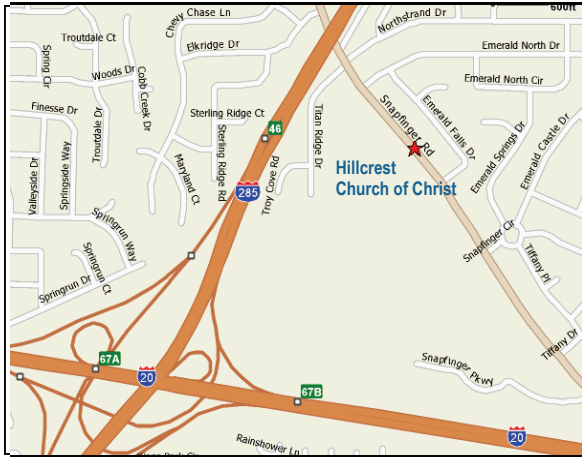 600ft
Chevy Chase Ln
Northstrand Dr
Troutdale Ct
Elkridge Dr
Emerald North Dr
Spring Cir
Woods Dr
Cobb Creek Dr
Emerald North Cir
Finesse Dr
Troutdale Dr
Sterling Ridge Ct
Titan Ridge Dr
Snapfinger Rd
Emerald Falls Dr
46
Emerald Castle Dr
Emerald Springs Dr
Valleyside Dr
Springside Way
Maryland Ct
Sterling Ridge Rd
Troy Cove Rd
285
Hillcrest
Church of Christ
Springrun Way
Snapfinger Cir
Springrun Ct
Springrun Dr
Tiffany Pl
Tiffany Dr
67A
20
67B
Snapfinger Pkwy
20
Rainshower Ln